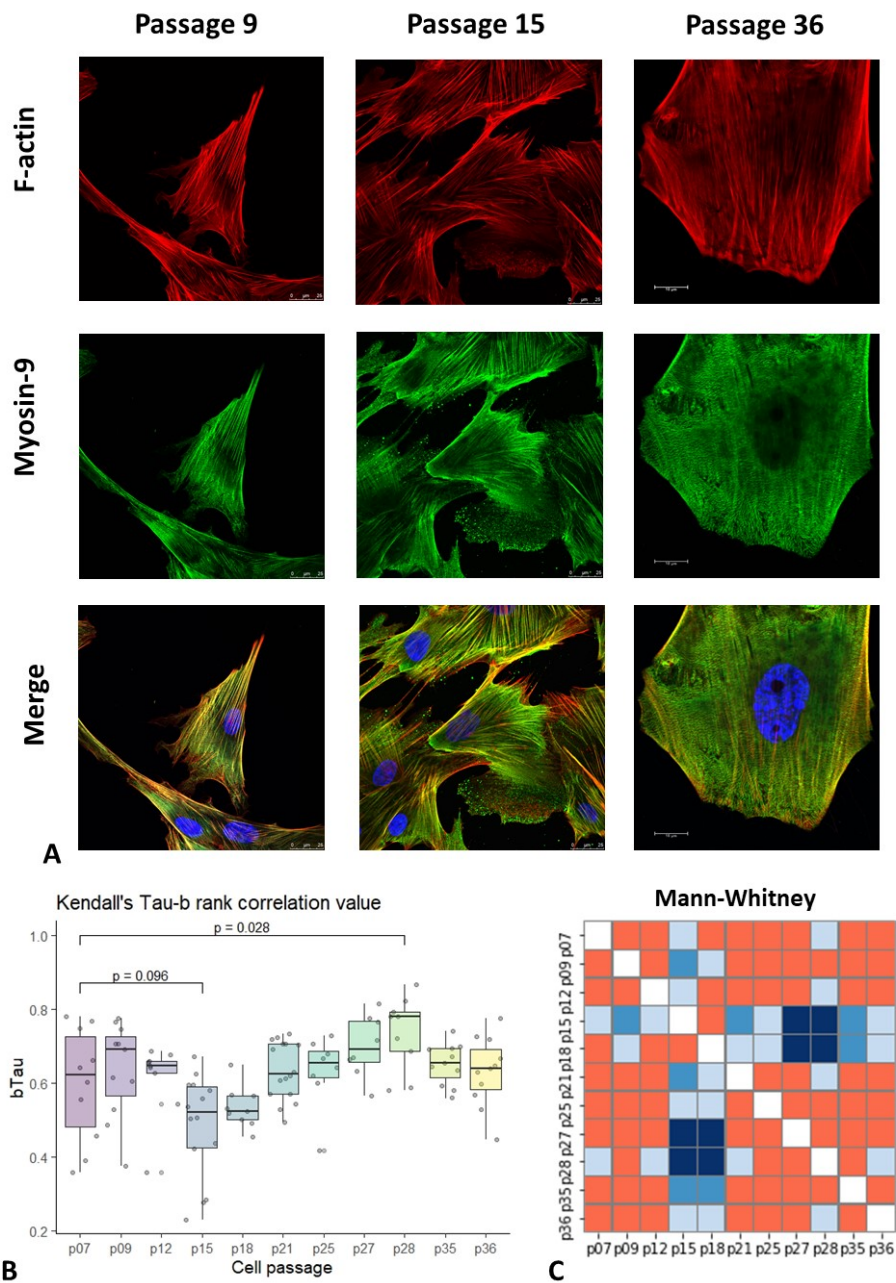 Passage 9
Passage 15
Passage 36
F-actin
Myosin-9
Merge
A
Kendall's Tau-b rank correlation value
p = 0.028
p = 0.096
1.0
0.8
0.6
0.4
0.2
bTau
p07 p09 p12 p15 p18 p21 p25 p27 p28 p35 p36
Cell passage
B
Mann-Whitney
p07
p09
p12
p15
p18
p21
p25
p27
p28
p35
p36
p07 p09 p12 p15 p18 p21 p25 p27 p28 p35 p36
C